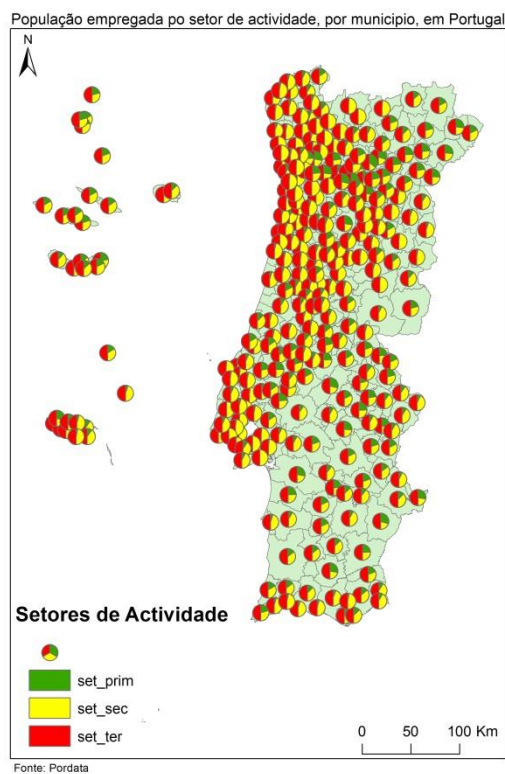 População empregada po setor de actividade, por municipio, em Portugal
N
Setores de Actividade
set_prim
set_sec
set_ter
0 50 100 Km
Fonte: Pordata